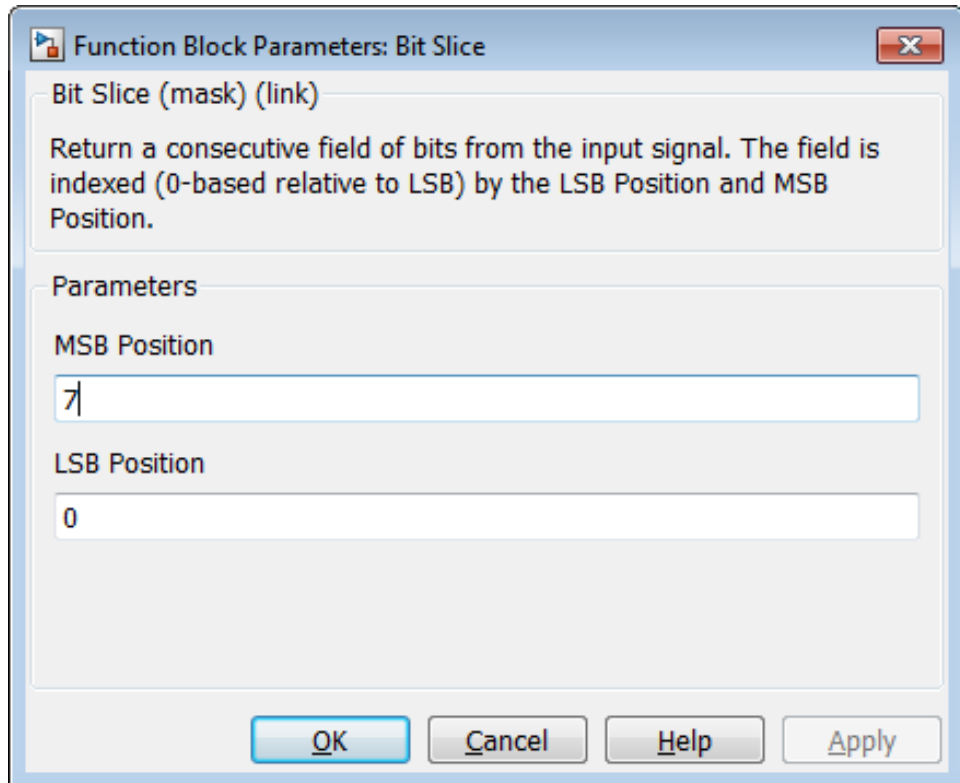 Function Block Parameters: Bit Slice
Bit Slice (mask) (link)
Return a consecutive field of bits from the input signal. The field is
indexed (0-based relative to LSB) by the LSB Position and MSB
Position.
Parameters
MSB Position
7
LSB Position
0
OK Cancel Help Apply